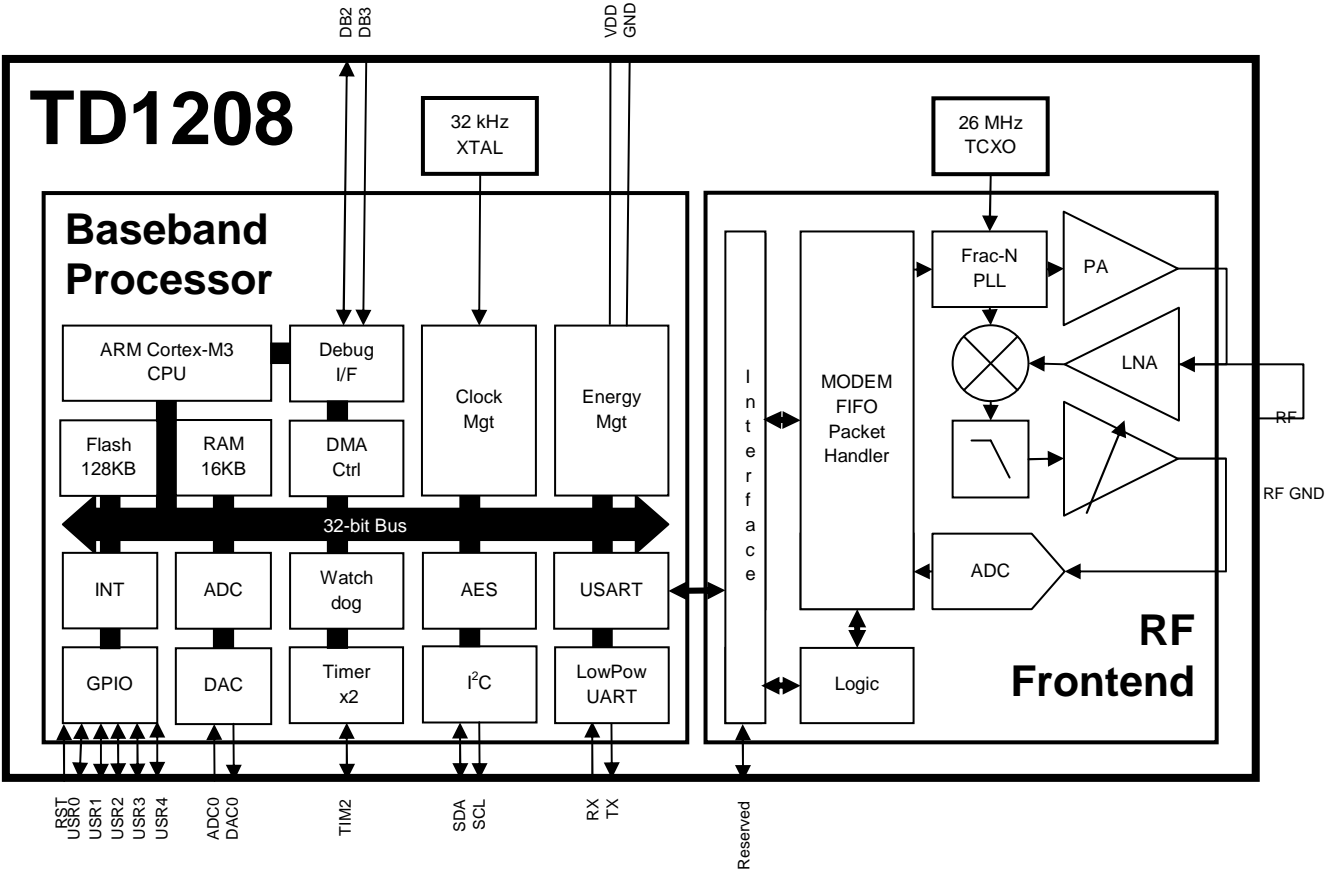 DB2
DB3
VDD
GND
TD1208
32 kHz
XTAL
26 MHz
TCXO
Baseband
Processor
ARM Cortex-M3
CPU
Debug
I/F
Clock
Mgt
Energy
Mgt
Flash
128KB
RAM
16KB
DMA
Ctrl
32-bit Bus
INT
ADC
Watch
dog
AES
USART
GPIO
DAC
Timer
x2
I²C
LowPow
UART
Interface
MODEM
FIFO
Packet
Handler
Logic
Frac-N
PLL
PA
LNA
ADC
RF
Frontend
RF
RF GND
RST
USR0
USR1
USR2
USR3
USR4
ADC0
DAC0
TIM2
SDA
SCL
RX
TX
Reserved